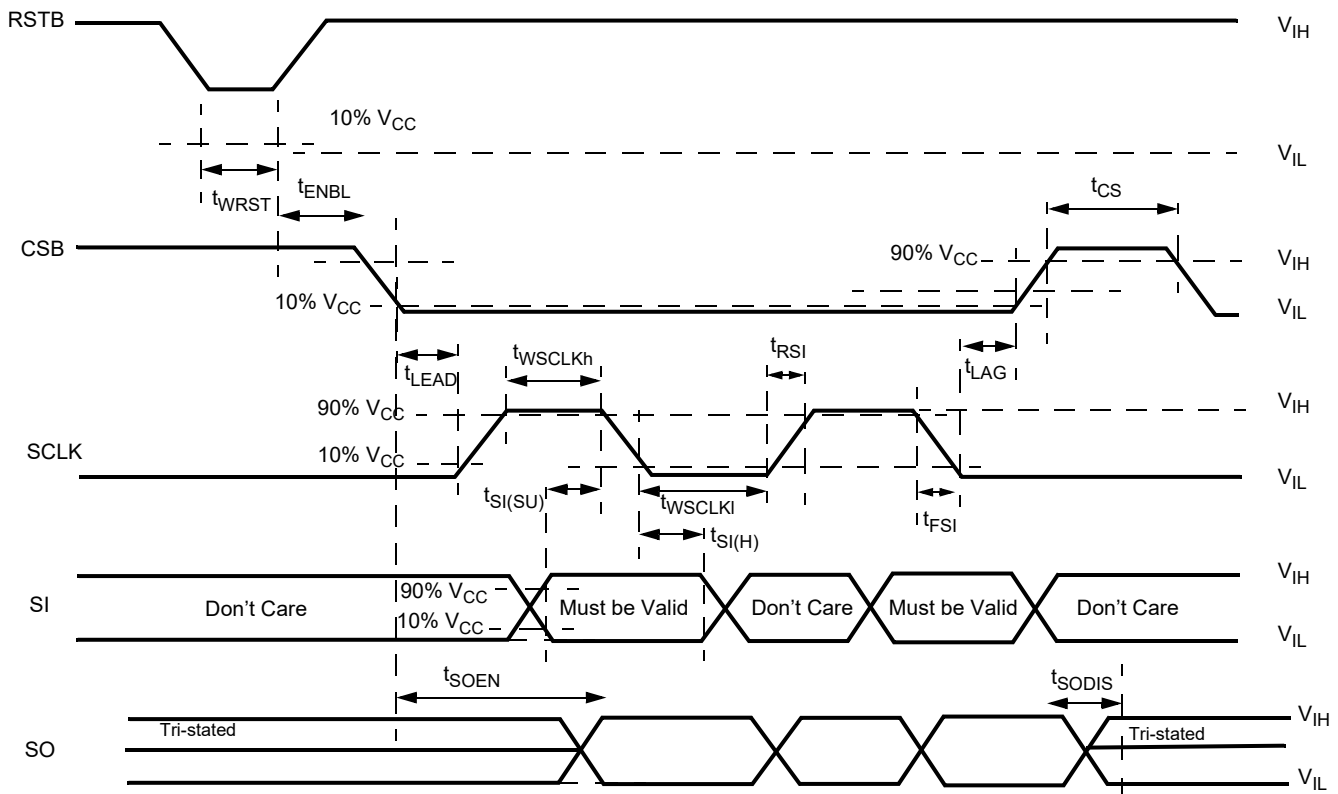 RSTB
V_IH
10% V_CC
V_IL
t_WRST
t_ENBL
t_CS
CSB
90% V_CC
V_IH
10% V_CC
V_IL
t_LEAD
t_WSCLKh
t_RSI
t_LAG
90% V_CC
V_IH
SCLK
10% V_CC
V_IL
t_SI(SU)
t_WSCLKl
t_FSI
t_SI(H)
V_IH
SI
Don't Care
90% V_CC
10% V_CC
Must be Valid
Don't Care
Must be Valid
Don't Care
V_IL
t_SOEN
t_SODIS
V_IH
SO
Tri-stated
Tri-stated
V_IL